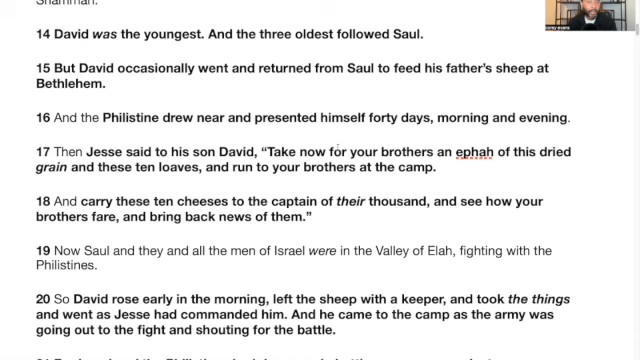 Shammah.
14 David was the youngest. And the three oldest followed Saul.
15 But David occasionally went and returned from Saul to feed his father's sheep at
Bethlehem.
16 And the Philistine drew near and presented himself forty days, morning and evening.
17 Then Jesse said to his son David, “Take now for your brothers an ephah of this dried
grain and these ten loaves, and run to your brothers at the camp.
18 And carry these ten cheeses to the captain of their thousand, and see how your
brothers fare, and bring back news of them.”
19 Now Saul and they and all the men of Israel were in the Valley of Elah, fighting with the
Philistines.
20 So David rose early in the morning, left the sheep with a keeper, and took the things
and went as Jesse had commanded him. And he came to the camp as the army was
going out to the fight and shouting for the battle.